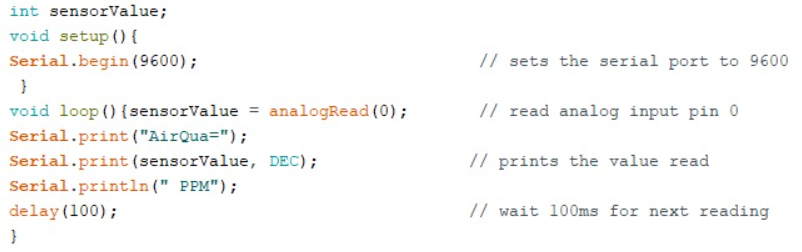 int sensorValue;
void setup(){
Serial.begin(9600); // sets the serial port to 9600
}
void loop(){sensorValue = analogRead(0); // read analog input pin 0
Serial.print("AirQua=");
Serial.print(sensorValue, DEC); // prints the value read
Serial.println(" PPM");
delay(100); // wait 100ms for next reading
}